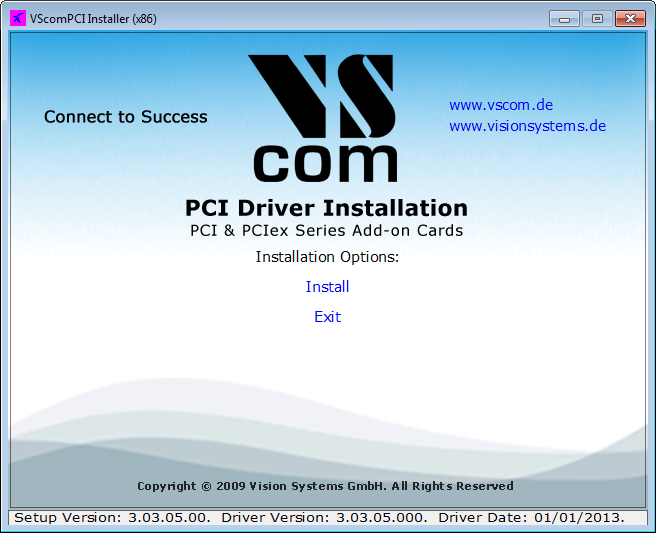 VScomPCI Installer (x86)
VS
com
www.vscom.de
Connect to Success
www.visionsystems.de
PCI Driver Installation
PCI & PCIex Series Add-on Cards
Installation Options:
Install
Exit
Copyright © 2009 Vision Systems GmbH. All Rights Reserved
Setup Version: 3.03.05.00. Driver Version: 3.03.05.000. Driver Date: 01/01/2013.